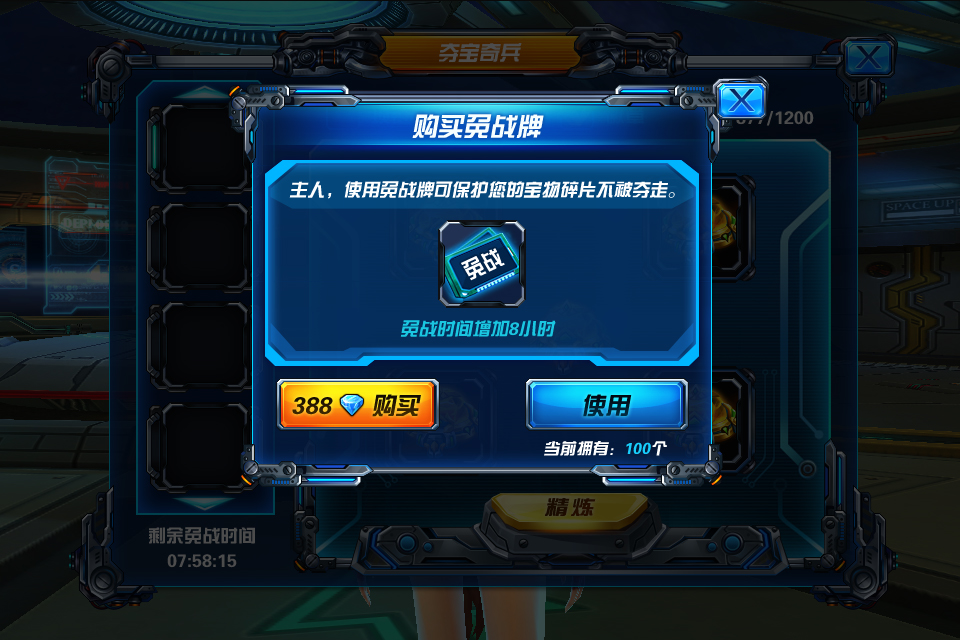 夺宝奇兵
/1200
购买免战牌
主人，使用免战牌可保护您的宝物碎片不被夺走。
SPACE UP
免战
免战时间增加8小时
388 购买
使用
当前拥有：100个
精炼
剩余免战时间
07:58:15